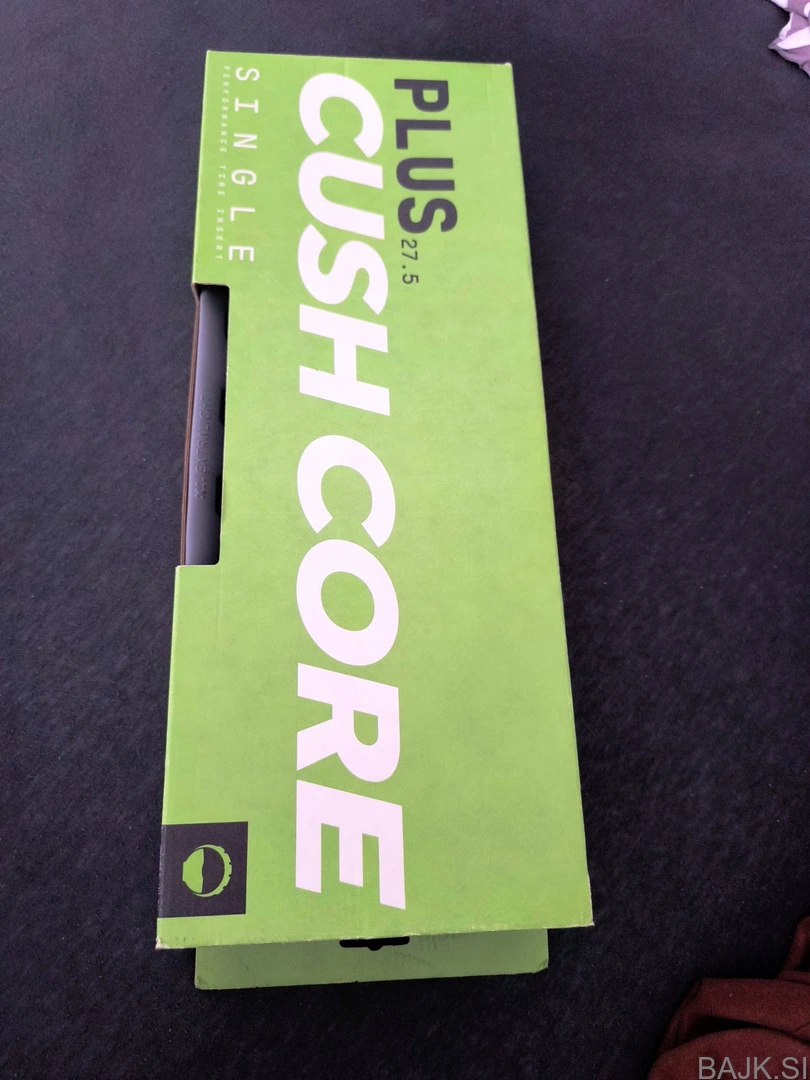 PLUS 27.5
CUSH CORE
SINGLE
PERFORMANCE TIRE INSERT
BAJK.SI